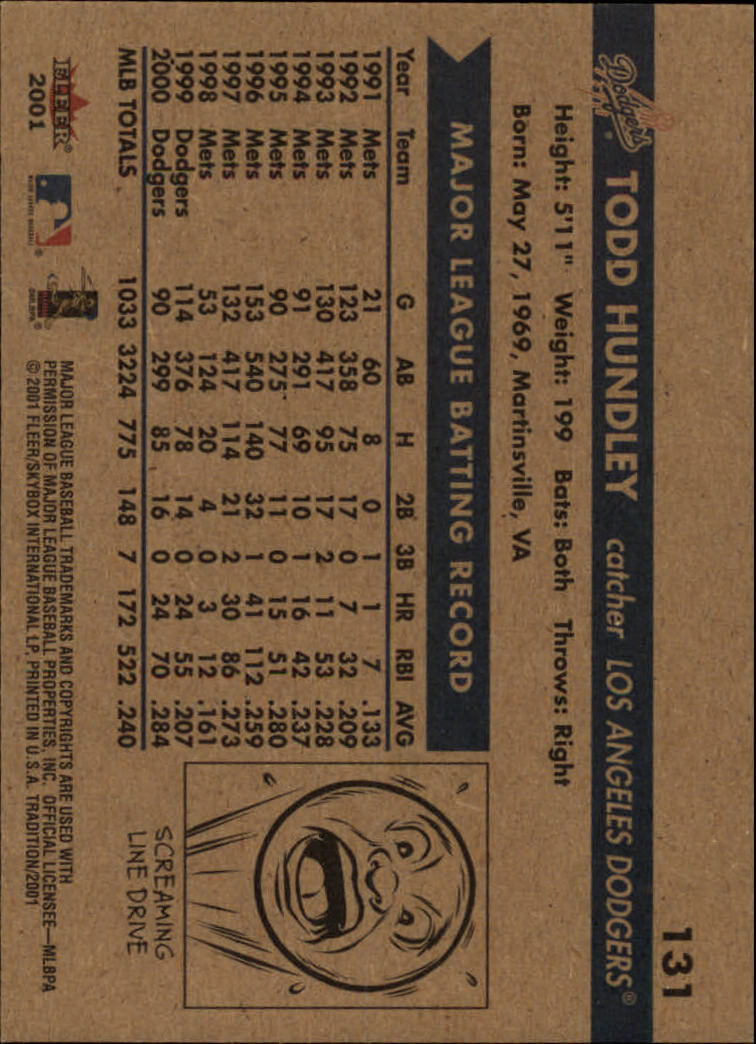 131
Dodgers TODD HUNDLEY catcher LOS ANGELES DODGERS®
Height: 5'11" Weight: 199 Bats: Both Throws: Right
Born: May 27, 1969, Martinsville, VA
MAJOR LEAGUE BATTING RECORD
Year Team G AB H 2B 3B HR RBI AVG
1991 Mets 21 60 8 0 1 1 7 .133
1992 Mets 123 358 75 17 0 7 32 .209
1993 Mets 130 417 95 17 2 11 53 .228
1994 Mets 91 291 69 10 1 16 42 .237
1995 Mets 90 275 77 11 0 15 51 .280
1996 Mets 153 540 140 32 1 41 112 .259
1997 Mets 132 417 114 21 2 30 86 .273
1998 Mets 53 124 20 4 0 3 12 .161
1999 Dodgers 114 376 78 14 0 24 55 .207
2000 Dodgers 90 299 85 16 0 24 70 .284
MLB TOTALS 1033 3224 775 148 7 172 522 .240
SCREAMING
LINE DRIVE
FLEER®
2001
MAJOR LEAGUE BASEBALL TRADEMARKS AND COPYRIGHTS ARE USED WITH
PERMISSION OF MAJOR LEAGUE BASEBALL PROPERTIES, INC. OFFICIAL LICENSEE—MLBPA
© 2001 FLEER/SKYBOX INTERNATIONAL LP, PRINTED IN U.S.A. TRADITION/2001